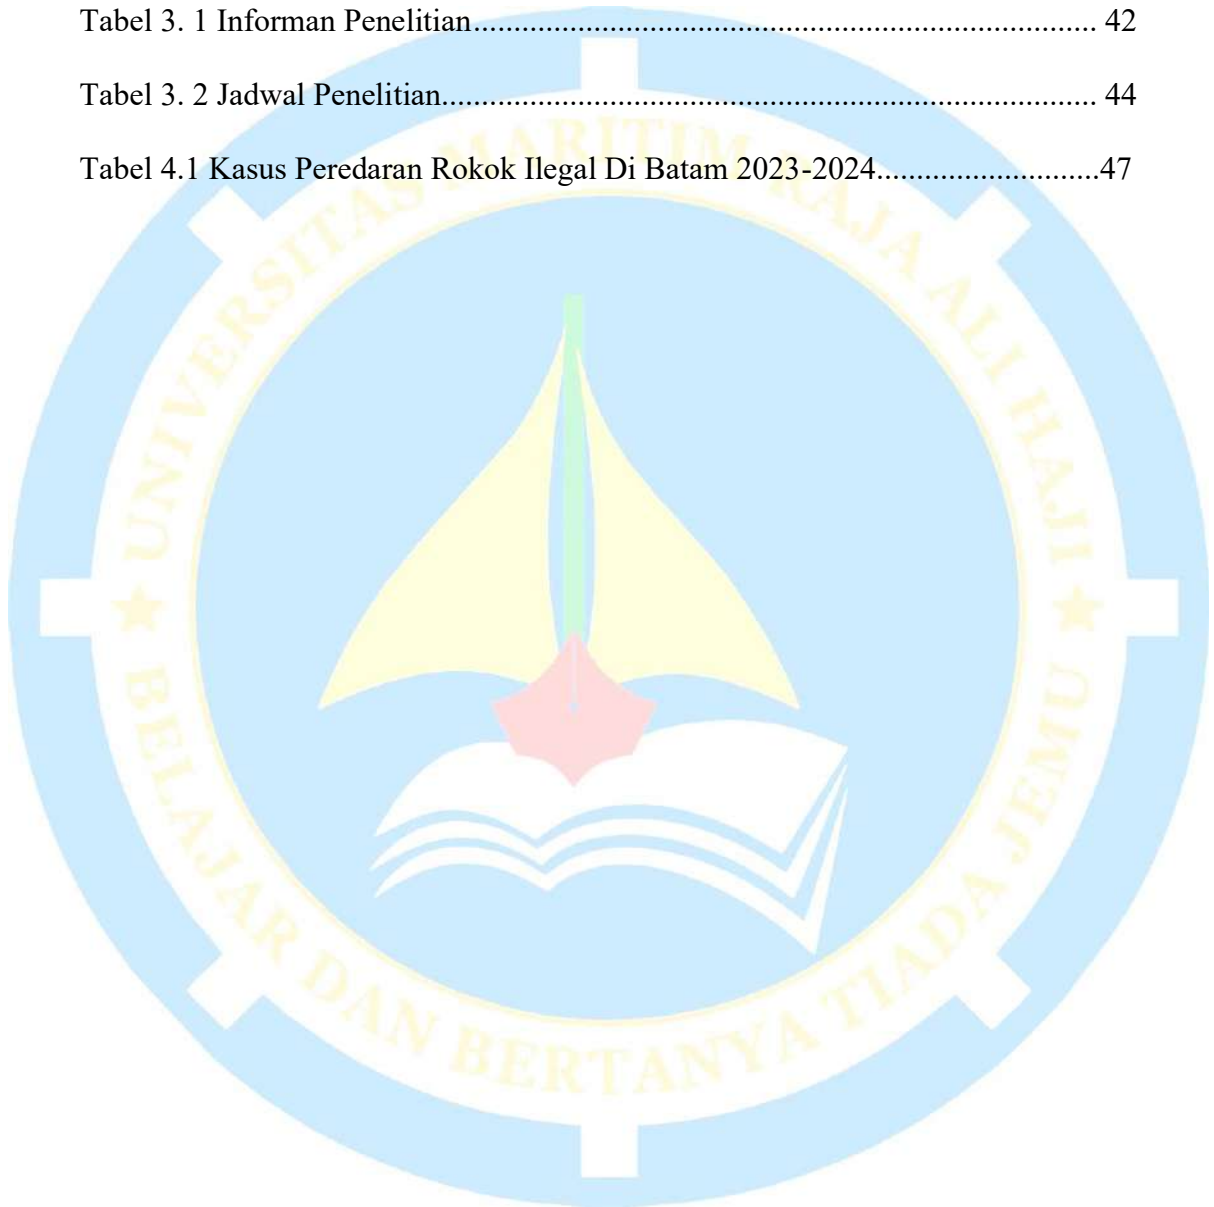 Tabel 3. 1 Informan Penelitian............................................................................. 42
Tabel 3. 2 Jadwal Penelitian................................................................................. 44
Tabel 4.1 Kasus Peredaran Rokok Ilegal Di Batam 2023-2024...........................47
UNIVERSITAS MARITIM RAJA ALI HAJI
BELAJAR DAN BERTANYA TIADA JEMU